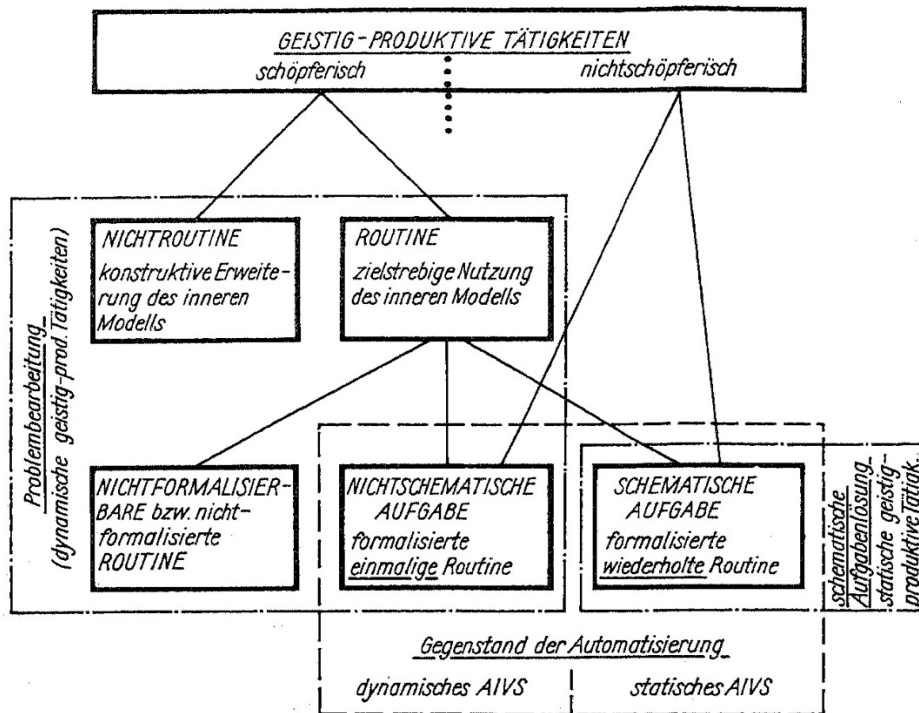 GEISTIG-PRODUKTIVE TÄTIGKEITEN
schöpferisch
nichtschöpferisch
Problembearbeitung
(dynamische geistig-prod. Tätigkeiten)
NICHTROUTINE
konstruktive Erweite-
rung des inneren
Modells
ROUTINE
zielstrebige Nutzung
des inneren Modells
NICHTFORMALISIER-
BARE bzw. nicht-
formalisierte
ROUTINE
NICHTSCHEMATISCHE
AUFGABE
formalisierte
einmalige Routine
SCHEMATISCHE
AUFGABE
formalisierte
wiederholte Routine
schematische
Aufgabenlösung
statische geistig-
produktive Tätigk.
Gegenstand der Automatisierung
dynamisches AIVS
statisches AIVS